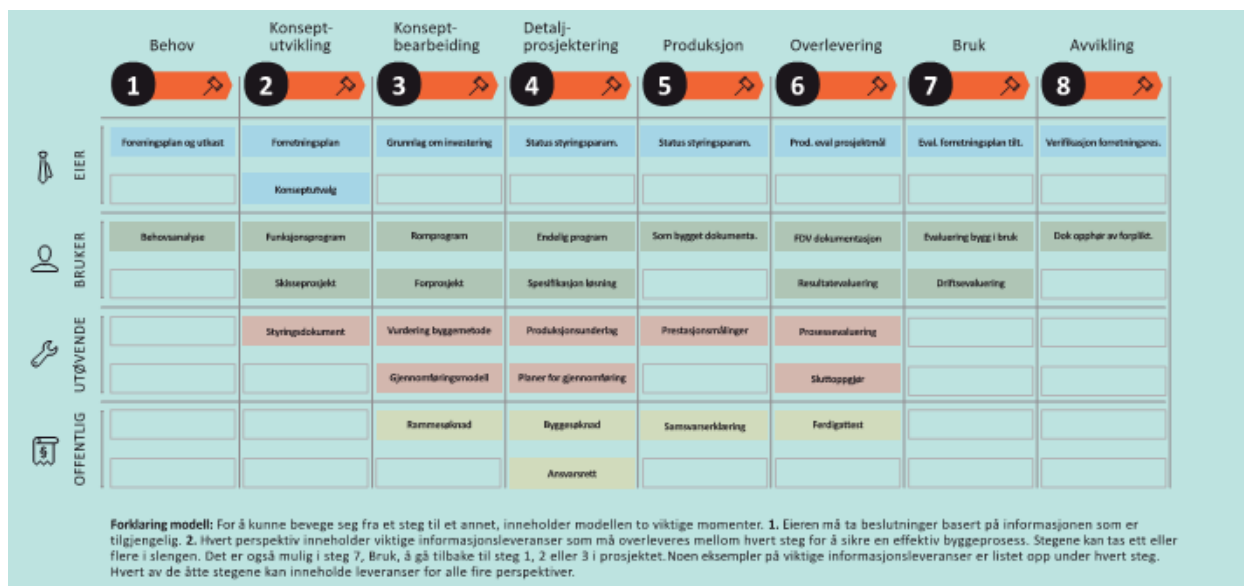 Behov
Konsept-
utvikling
Konsept-
bearbeiding
Detalj-
prosjektering
Produksjon
Overlevering
Bruk
Avvikling
1 2 3 4 5 6 7 8
EIER
Foreningsplan og utkast Forretningsplan Grunnlag om investering Status styringsparam. Status styringsparam. Prod. eval prosjektmål Eval. forretningsplan tilt. Verifikasjon forretningsres.
Konseptutvalg
BRUKER
Behovsanalyse Funksjonsprogram Romprogram Endelig program Som bygget dokumenta. FDV dokumentasjon Evaluering bygg i bruk Dok opphør av forplikt.
Skisseprosjekt Forprosjekt Spesifikasjon løsning Resultatevaluering Driftsevaluering
UTØVENDE
Styringsdokument Vurdering byggemetode Produksjonsunderlag Prestasjonsmålinger Prosessevaluering
Gjennomføringsmodell Planer for gjennomføring Sluttoppgjør
OFFENTLIG
§
Rammesøknad Byggesøknad Samsvarserklæring Ferdigattest
Ansvarsrett
Forklaring modell: For å kunne bevege seg fra et steg til et annet, inneholder modellen to viktige momenter. 1. Eieren må ta beslutninger basert på informasjonen som er
tilgjengelig. 2. Hvert perspektiv inneholder viktige informasjonsleveranser som må overleveres mellom hvert steg for å sikre en effektiv byggeprosess. Stegene kan tas ett eller
flere i slengen. Det er også mulig i steg 7, Bruk, å gå tilbake til steg 1, 2 eller 3 i prosjektet. Noen eksempler på viktige informasjonsleveranser er listet opp under hvert steg.
Hvert av de åtte stegene kan inneholde leveranser for alle fire perspektiver.